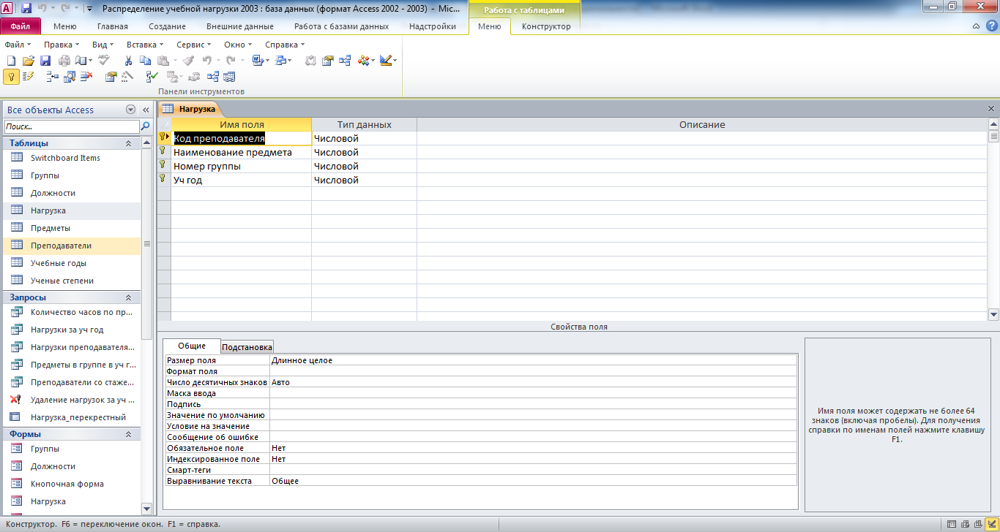 Распределение учебной нагрузки 2003 : база данных (формат Access 2002 - 2003) - Mic...
Работа с таблицами
Файл Меню Главная Создание Внешние данные Работа с базами данных Надстройки Меню Конструктор
Файл Правка Вид Вставка Сервис Окно Справка
Панели инструментов
Все объекты Access
Поиск...
Таблицы
Switchboard Items
Группы
Должности
Нагрузка
Предметы
Преподаватели
Учебные годы
Ученые степени
Запросы
Количество часов по пр...
Нагрузки за уч год
Нагрузки преподавателя...
Предметы в группе в уч г...
Преподаватели со стаже...
Удаление нагрузок за уч ...
Нагрузка_перекрестный
Формы
Группы
Должности
Кнопочная форма
Нагрузка
Нагрузка
Имя поля Тип данных Описание
Код преподавателя Числовой
Наименование предмета Числовой
Номер группы Числовой
Уч год Числовой
Свойства поля
Общие Подстановка
Размер поля Длинное целое
Формат поля
Число десятичных знаков Авто
Маска ввода
Подпись
Значение по умолчанию
Условие на значение
Сообщение об ошибке
Обязательное поле Нет
Индексированное поле Нет
Смарт-теги
Выравнивание текста Общее
Имя поля может содержать не более 64
знаков (включая пробелы). Для получения
справки по именам полей нажмите клавишу
F1.
Конструктор. F6 = переключение окон. F1 = справка.